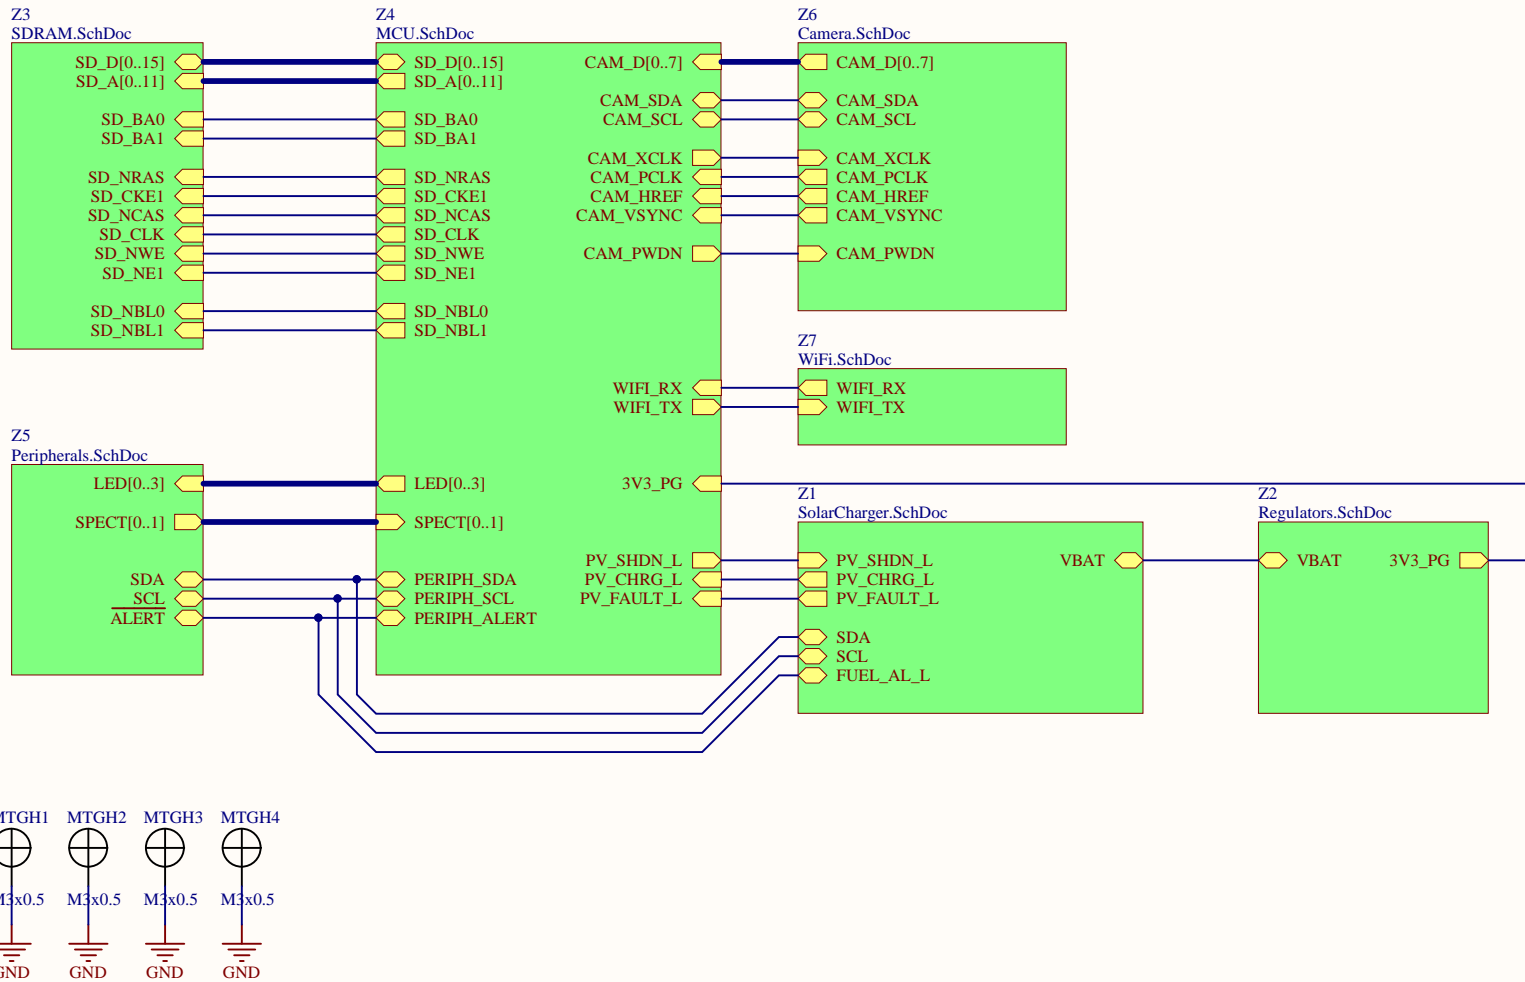 Z3
SDRAM.SchDoc
SD_D[0..15]
SD_A[0..11]
SD_BA0
SD_BA1
SD_NRAS
SD_CKE1
SD_NCAS
SD_CLK
SD_NWE
SD_NE1
SD_NBL0
SD_NBL1
Z4
MCU.SchDoc
SD_D[0..15]
SD_A[0..11]
SD_BA0
SD_BA1
SD_NRAS
SD_CKE1
SD_NCAS
SD_CLK
SD_NWE
SD_NE1
SD_NBL0
SD_NBL1
LED[0..3]
SPECT[0..1]
PERIPH_SDA
PERIPH_SCL
PERIPH_ALERT
CAM_D[0..7]
CAM_SDA
CAM_SCL
CAM_XCLK
CAM_PCLK
CAM_HREF
CAM_VSYNC
CAM_PWDN
WIFI_RX
WIFI_TX
3V3_PG
PV_SHDN_L
PV_CHRG_L
PV_FAULT_L
Z6
Camera.SchDoc
CAM_D[0..7]
CAM_SDA
CAM_SCL
CAM_XCLK
CAM_PCLK
CAM_HREF
CAM_VSYNC
CAM_PWDN
Z7
WiFi.SchDoc
WIFI_RX
WIFI_TX
Z5
Peripherals.SchDoc
LED[0..3]
SPECT[0..1]
SDA
SCL
ALERT
Z1
SolarCharger.SchDoc
PV_SHDN_L
PV_CHRG_L
PV_FAULT_L
SDA
SCL
FUEL_AL_L
VBAT
Z2
Regulators.SchDoc
VBAT
3V3_PG
MTGH1 MTGH2 MTGH3 MTGH4
M3x0.5 M3x0.5 M3x0.5 M3x0.5
GND GND GND GND